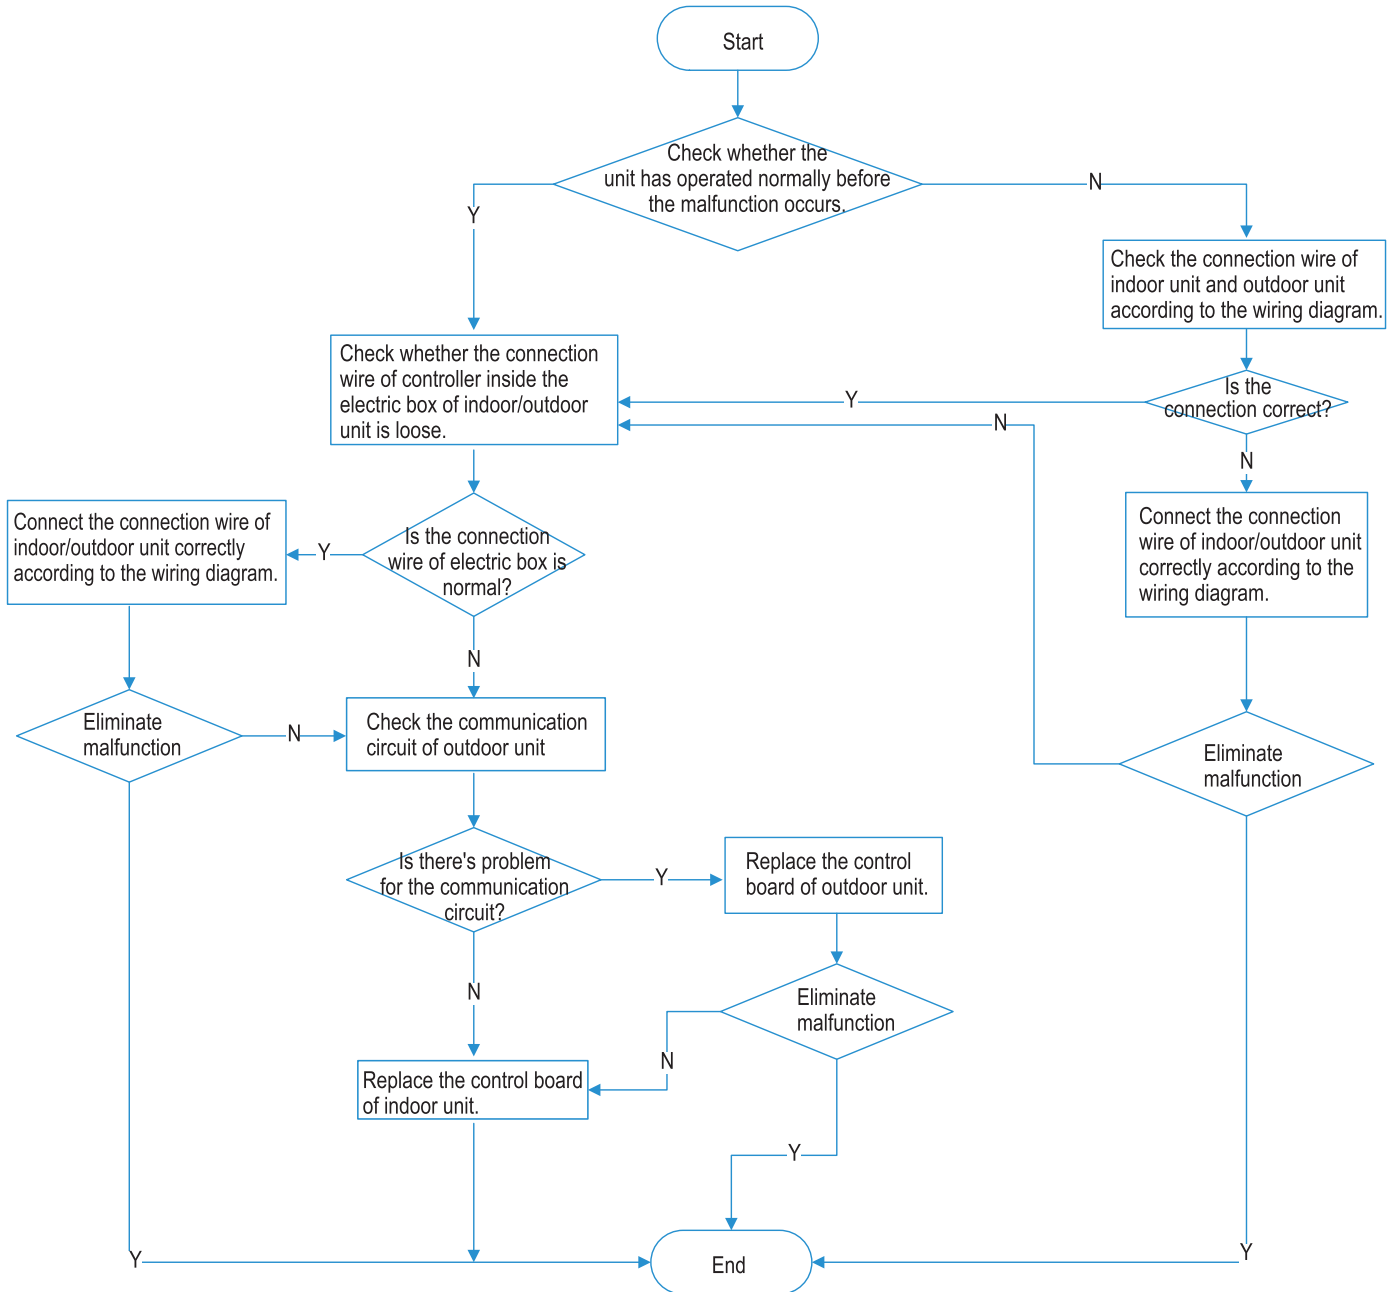 Start
Check whether the
unit has operated normally before
the malfunction occurs.
N
Y
Check the connection wire of
indoor unit and outdoor unit
according to the wiring diagram.
Check whether the connection
wire of controller inside the
electric box of indoor/outdoor
unit is loose.
Y
Is the
connection correct?
N
N
Connect the connection
wire of indoor/outdoor unit
correctly according to the
wiring diagram.
Connect the connection wire of
indoor/outdoor unit correctly
according to the wiring diagram.
Y
Is the connection
wire of electric box is
normal?
N
Eliminate
malfunction
N
Check the communication
circuit of outdoor unit
Eliminate
malfunction
Is there's problem
for the communication
circuit?
Y
Replace the control
board of outdoor unit.
N
Eliminate
malfunction
N
Replace the control board
of indoor unit.
Y
Y
Y
End